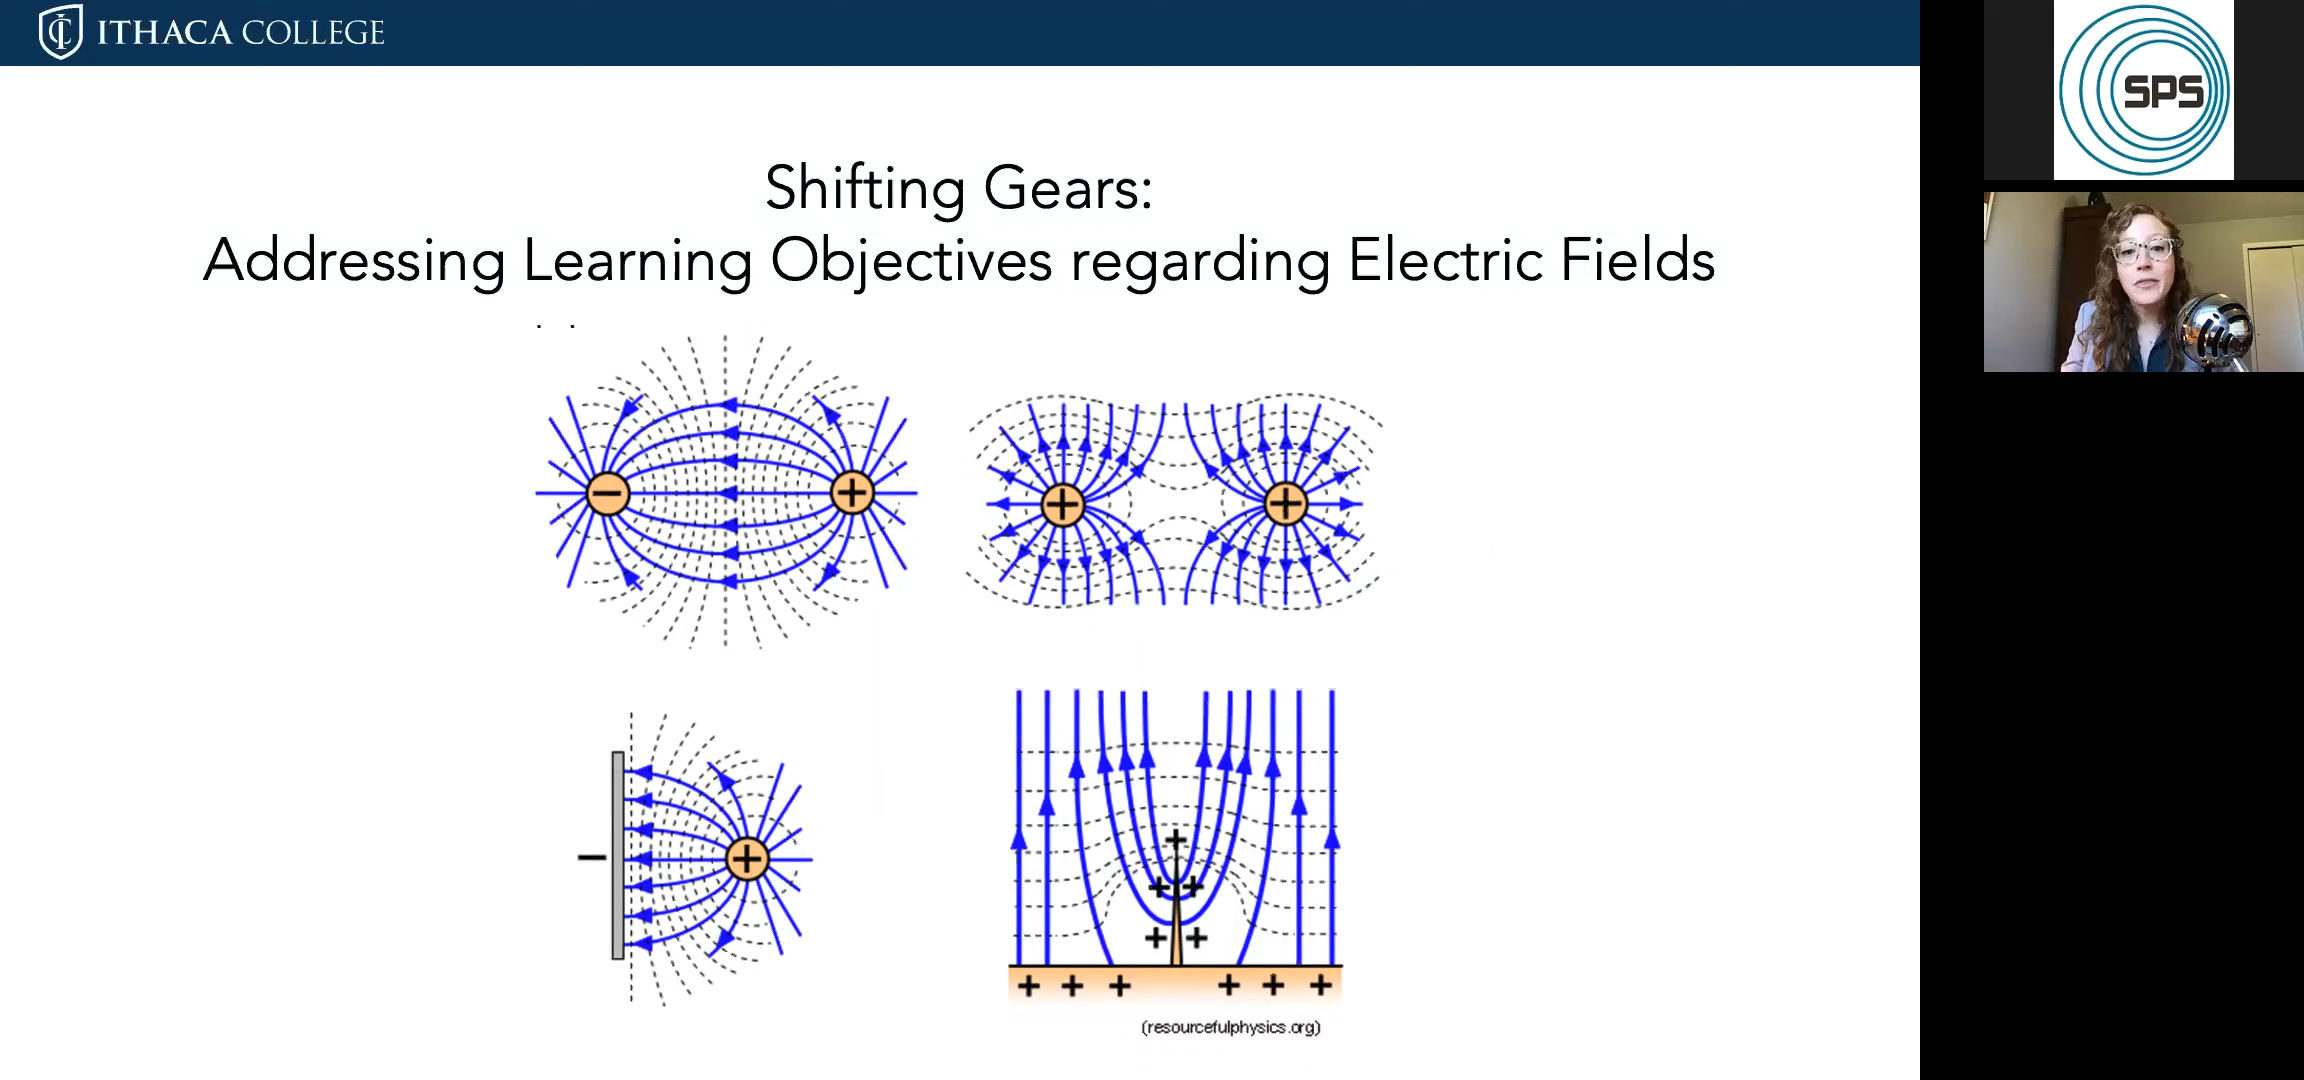 ITHACA COLLEGE
SPS
Shifting Gears:
Addressing Learning Objectives regarding Electric Fields
− +
+ +
− +
+
+ +
+ +
+ + + + + +
(resourcefulphysics.org)